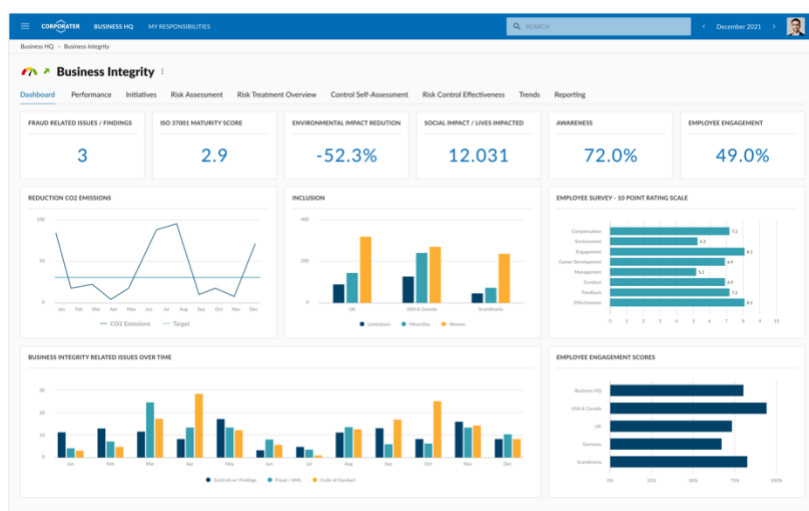 CORPORATER BUSINESS HQ MY RESPONSIBILITIES SEARCH December 2021
Business HQ > Business Integrity
Business Integrity
Dashboard Performance Initiatives Risk Assessment Risk Treatment Overview Control Self-Assessment Risk Control Effectiveness Trends Reporting
FRAUD RELATED ISSUES / FINDINGS
3
ISO 37001 MATURITY SCORE
2.9
ENVIRONMENTAL IMPACT REDUTION
-52.3%
SOCIAL IMPACT / LIVES IMPACTED
12.031
AWARENESS
72.0%
EMPLOYEE ENGAGEMENT
49.0%
REDUCTION CO2 EMISSIONS
100
50
0
Jan Feb Mar Apr May Jun Jul Aug Sep Oct Nov Dec
CO2 Emissions Target
INCLUSION
400
200
0
UK USA & Canada Scandinavia
Limitations Minorities Women
EMPLOYEE SURVEY - 10 POINT RATING SCALE
Compensation 7.2
Environment 5.3
Engagement
Career Development 6.9
Management 5.2
Conduct 6.9
Feedback 7.2
Effectiveness
0 1 2 3 4 5 6 7 8 9 10
BUSINESS INTEGRITY RELATED ISSUES OVER TIME
30
20
10
0
Jan Feb Mar Apr May Jun Jul Aug Sep Oct Nov Dec
Controls w/ Findings Fraud / AMS Code of Conduct
EMPLOYEE ENGAGEMENT SCORES
Business HQ
USA & Canada
UK
Germany
Scandinavia
0% 25% 50% 75% 100%